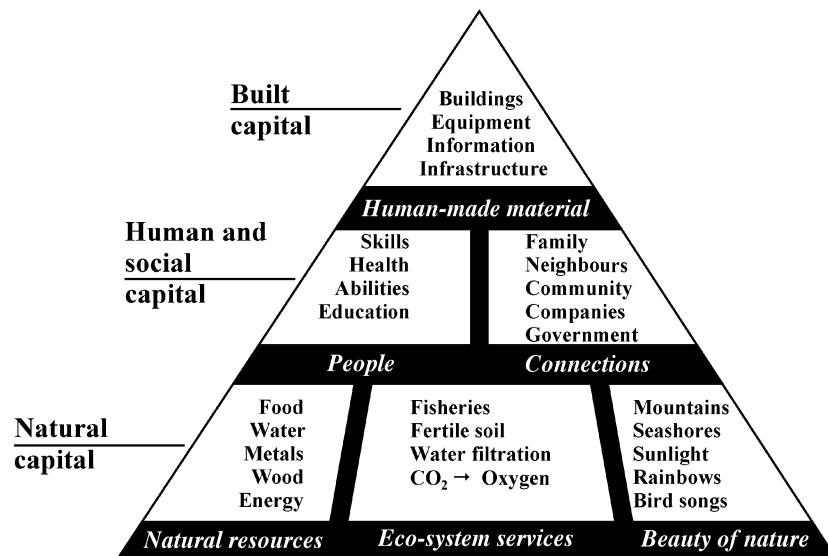 Built
capital
Buildings
Equipment
Information
Infrastructure
Human-made material
Human and
social
capital
Skills
Health
Abilities
Education
Family
Neighbours
Community
Companies
Government
People
Connections
Natural
capital
Food
Water
Metals
Wood
Energy
Fisheries
Fertile soil
Water filtration
CO₂ → Oxygen
Mountains
Seashores
Sunlight
Rainbows
Bird songs
Natural resources
Eco-system services
Beauty of nature